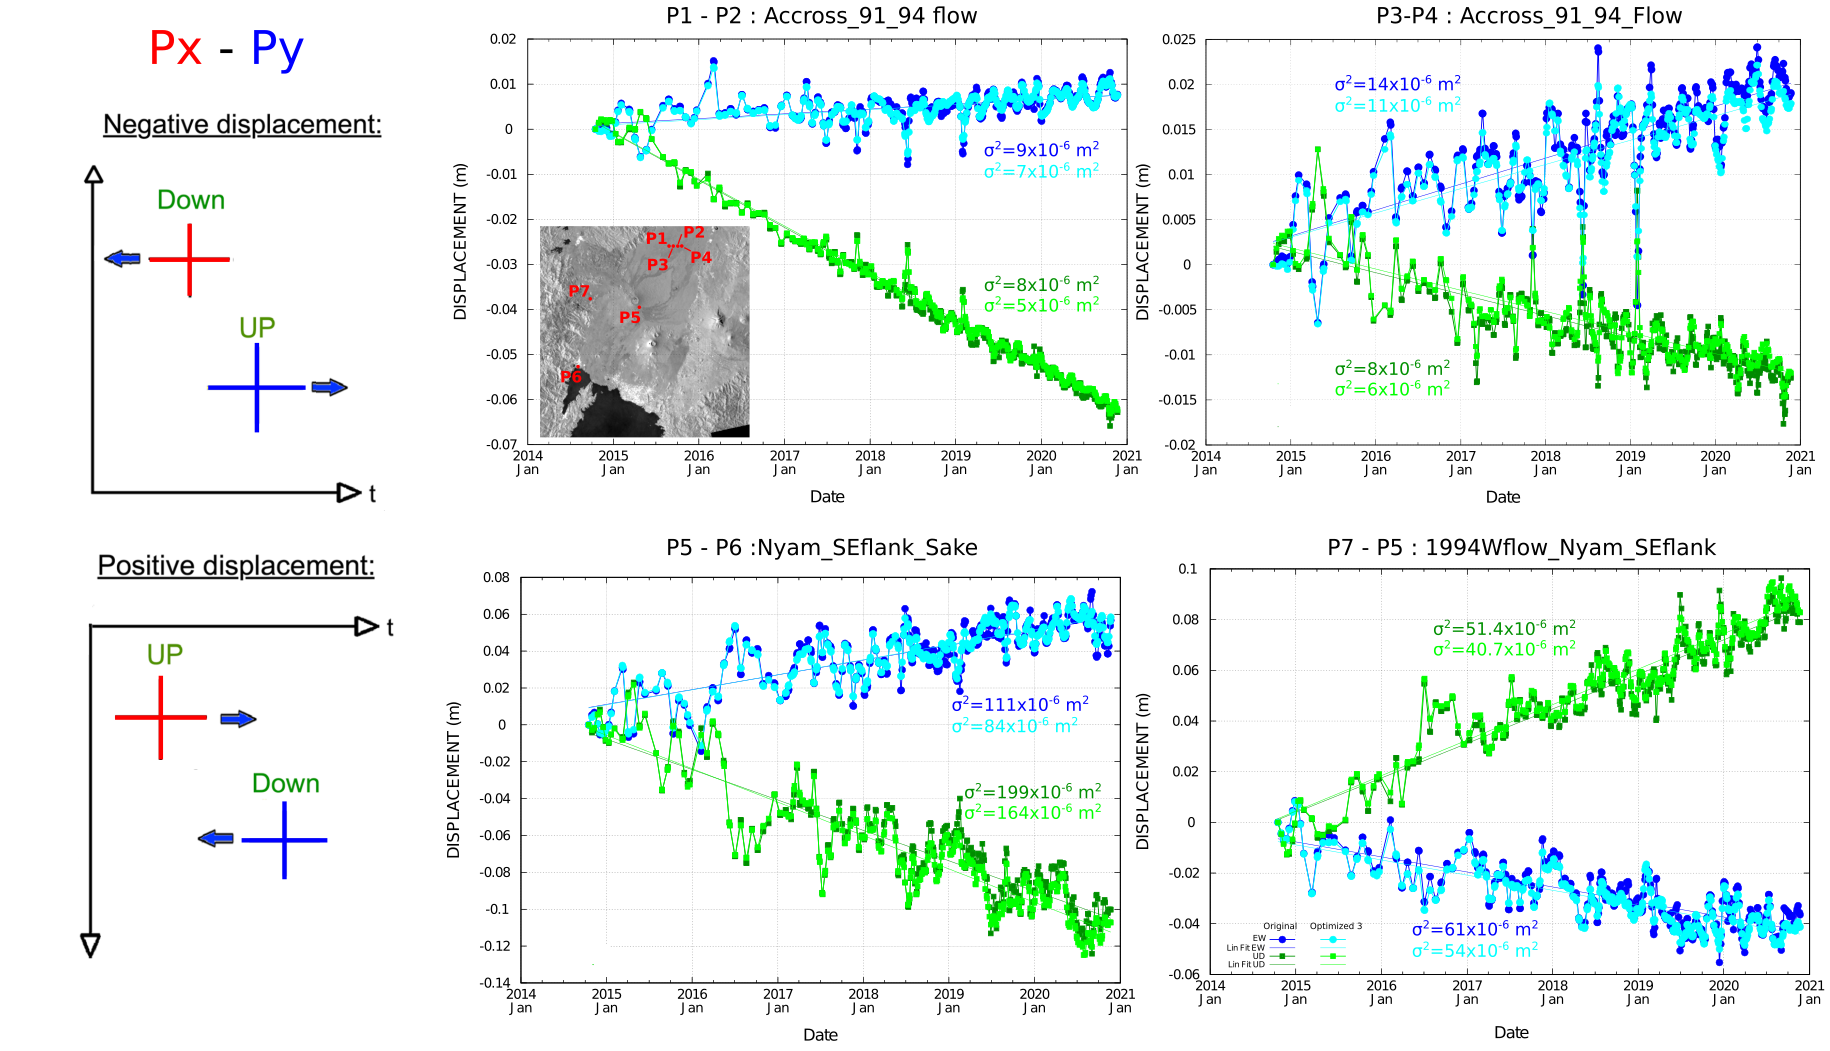 Px - Py
Negative displacement:
Down
UP
t
Positive displacement:
t
UP
Down
P1 - P2 : Accross_91_94 flow
DISPLACEMENT (m)
0.02
0.01
0
-0.01
-0.02
-0.03
-0.04
-0.05
-0.06
-0.07
σ²=9x10⁻⁶ m²
σ²=7x10⁻⁶ m²
σ²=8x10⁻⁶ m²
σ²=5x10⁻⁶ m²
P1 P2
P3 P4
P7
P5
P6
2014 2015 2016 2017 2018 2019 2020 2021
Jan Jan Jan Jan Jan Jan Jan Jan
Date
P3-P4 : Accross_91_94_Flow
DISPLACEMENT (m)
0.025
0.02
0.015
0.01
0.005
0
-0.005
-0.01
-0.015
-0.02
σ²=14x10⁻⁶ m²
σ²=11x10⁻⁶ m²
σ²=8x10⁻⁶ m²
σ²=6x10⁻⁶ m²
2014 2015 2016 2017 2018 2019 2020 2021
Jan Jan Jan Jan Jan Jan Jan Jan
Date
P5 - P6 :Nyam_SEflank_Sake
DISPLACEMENT (m)
0.08
0.06
0.04
0.02
0
-0.02
-0.04
-0.06
-0.08
-0.1
-0.12
-0.14
σ²=111x10⁻⁶ m²
σ²=84x10⁻⁶ m²
σ²=199x10⁻⁶ m²
σ²=164x10⁻⁶ m²
2014 2015 2016 2017 2018 2019 2020 2021
Jan Jan Jan Jan Jan Jan Jan Jan
Date
P7 - P5 : 1994Wflow_Nyam_SEflank
DISPLACEMENT (m)
0.1
0.08
0.06
0.04
0.02
0
-0.02
-0.04
-0.06
σ²=51.4x10⁻⁶ m²
σ²=40.7x10⁻⁶ m²
σ²=61x10⁻⁶ m²
σ²=54x10⁻⁶ m²
Original Optimized 3
EW
Lin Fit EW
UD
Lin Fit UD
2014 2015 2016 2017 2018 2019 2020 2021
Jan Jan Jan Jan Jan Jan Jan Jan
Date